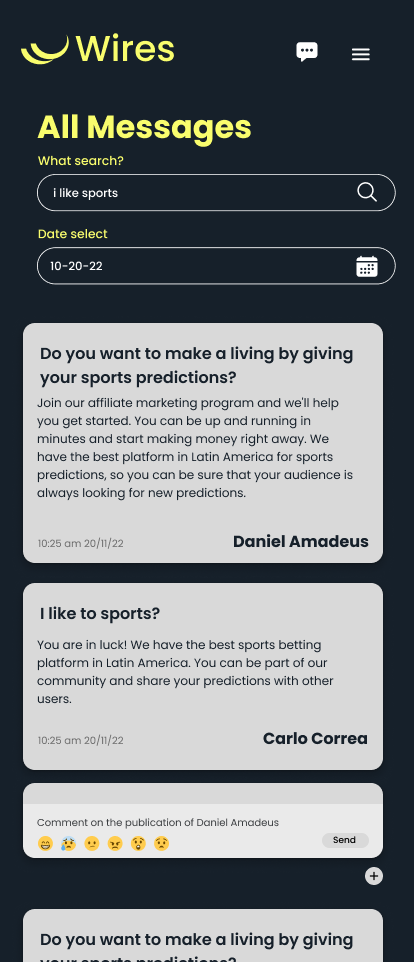 Wires
All Messages
What search?
i like sports
Date select
10-20-22
Do you want to make a living by giving
your sports predictions?
Join our affiliate marketing program and we'll help
you get started. You can be up and running in
minutes and start making money right away. We
have the best platform in Latin America for sports
predictions, so you can be sure that your audience is
always looking for new predictions.
10:25 am 20/11/22
Daniel Amadeus
I like to sports?
You are in luck! We have the best sports betting
platform in Latin America. You can be part of our
community and share your predictions with other
users.
10:25 am 20/11/22
Carlo Correa
Comment on the publication of Daniel Amadeus
Send
Do you want to make a living by giving
your sports predictions?